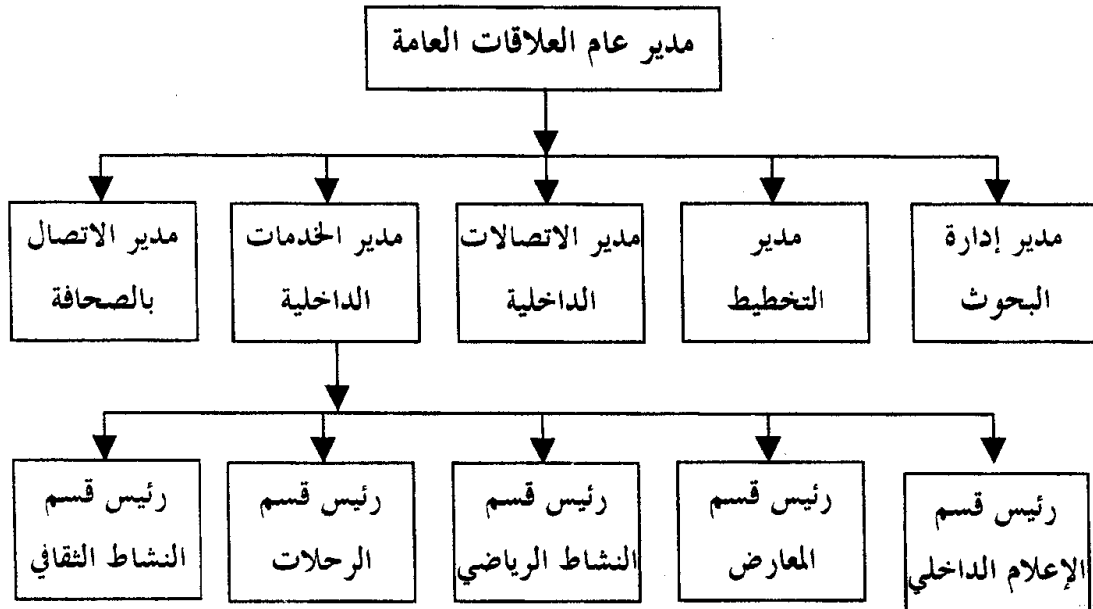 مدير عام العلاقات العامة
مدير إدارة
البحوث
مدير
التخطيط
مدير الاتصالات
الداخلية
مدير الخدمات
الداخلية
مدير الاتصال
بالصحافة
رئيس قسم
الإعلام الداخلي
رئيس قسم
المعارض
رئيس قسم
النشاط الرياضي
رئيس قسم
الرحلات
رئيس قسم
النشاط الثقافي